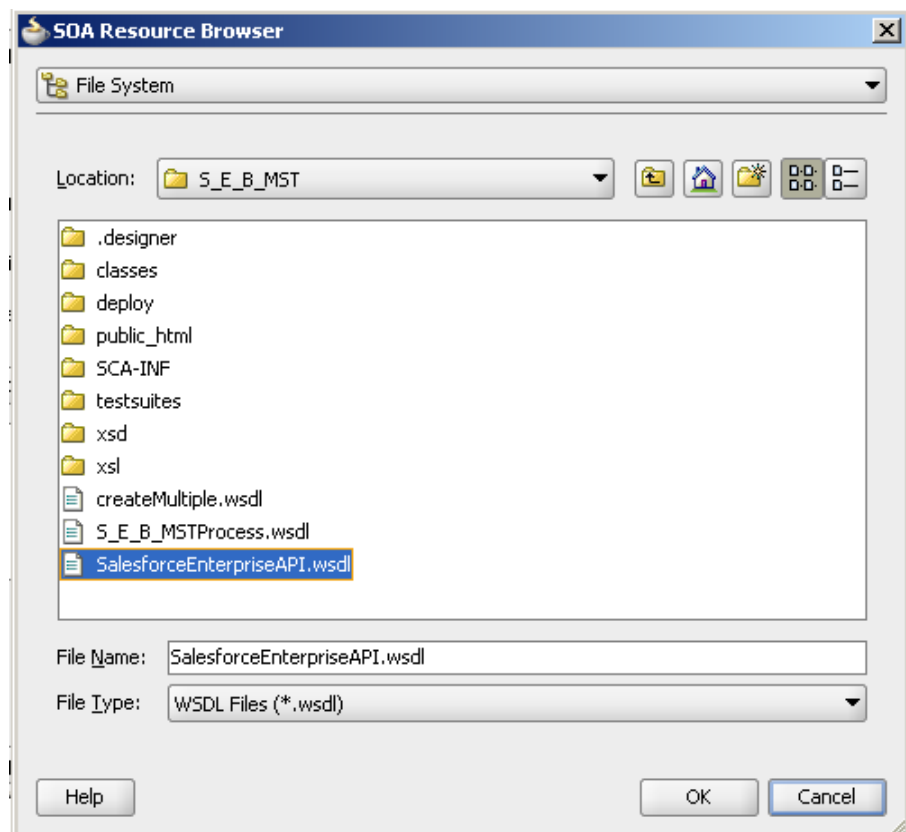 SOA Resource Browser
File System
Location: S_E_B_MST
.designer
classes
deploy
public_html
SCA-INF
testsuites
xsd
xsl
createMultiple.wsdl
S_E_B_MSTProcess.wsdl
SalesforceEnterpriseAPI.wsdl
File Name: SalesforceEnterpriseAPI.wsdl
File Type: WSDL Files (*.wsdl)
Help OK Cancel